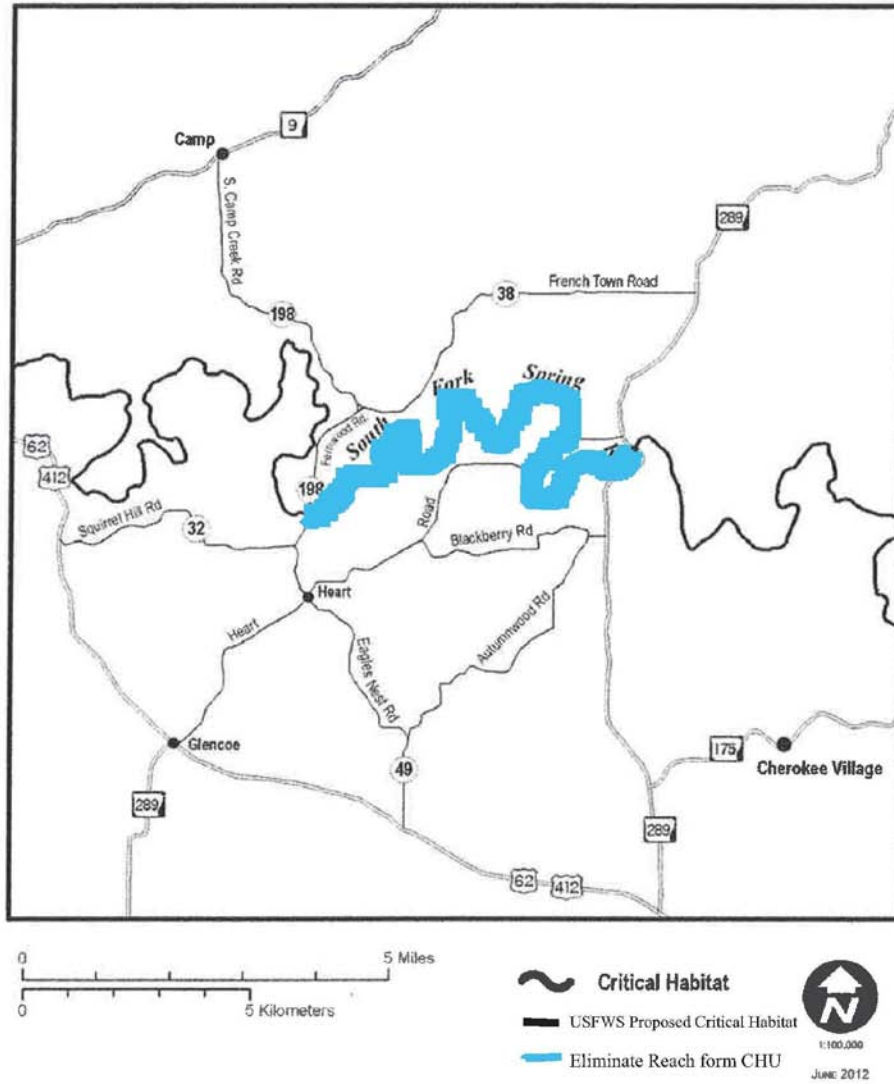 9
Camp
S. Camp Creek Rd
289
38
French Town Road
198
Fork
Spring
South
Fernwood Rd.
62
412
198
Squirrel Hill Rd
32
Road
Blackberry Rd
Heart
Heart
Eagles Nest Rd
Autumnwood Rd
Glencoe
175
Cherokee Village
49
289
289
62
412
0
5 Miles
0
5 Kilometers
Critical Habitat
USFWS Proposed Critical Habitat
Eliminate Reach form CHU
N
1:100,000
JUNE 2012